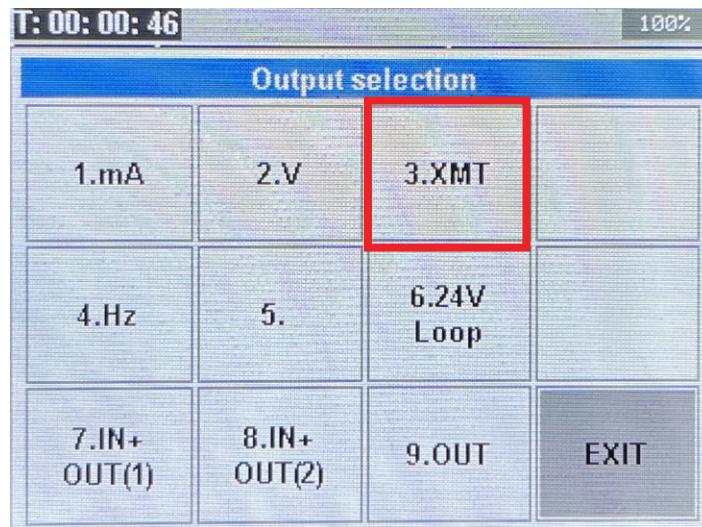 T: 00: 00: 46
100%
Output selection
1.mA
2.V
3.XMT
4.Hz
5.
6.24V
Loop
7.IN+
OUT(1)
8.IN+
OUT(2)
9.OUT
EXIT